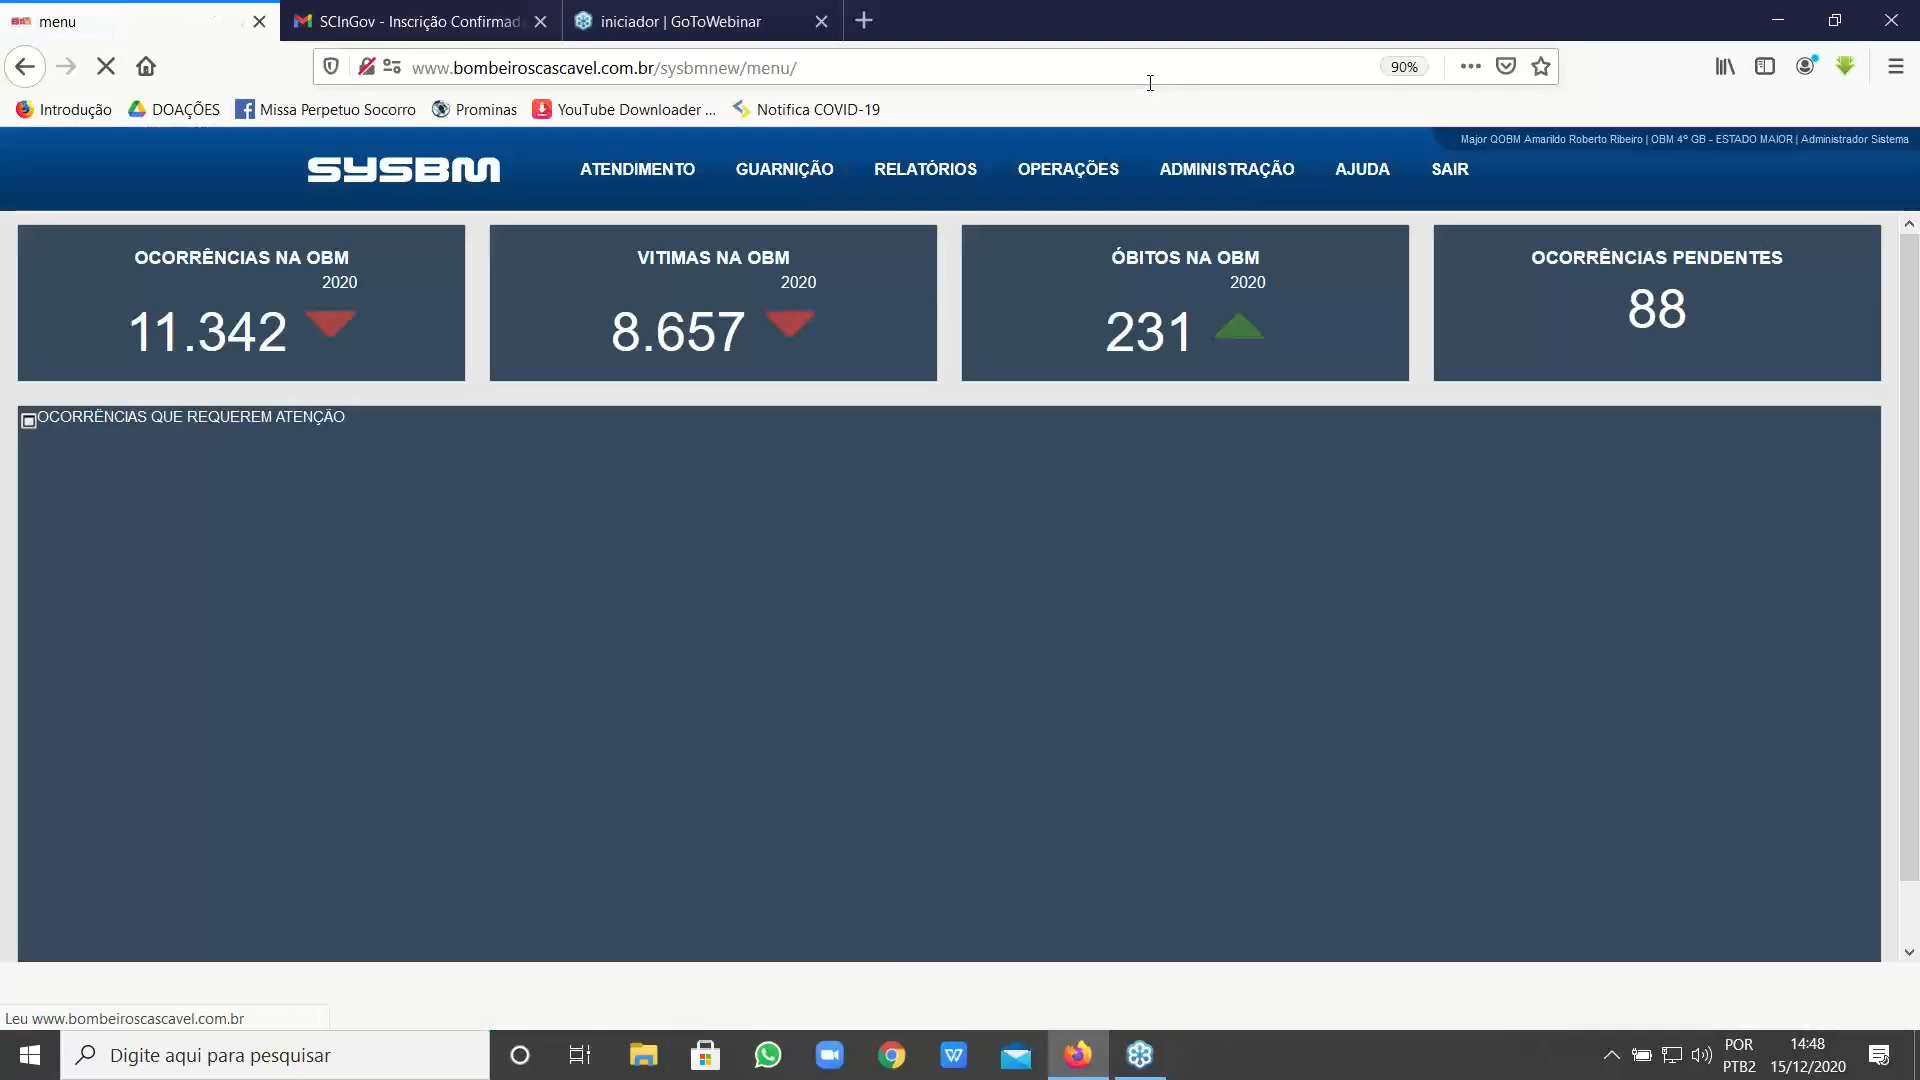 menu
SCInGov - Inscrição Confirmad
iniciador | GoToWebinar
www.bombeiroscascavel.com.br/sysbmnew/menu/
90%
Introdução
DOAÇÕES
Missa Perpetuo Socorro
Prominas
YouTube Downloader ...
Notifica COVID-19
Major QOBM Amarildo Roberto Ribeiro | OBM 4º GB - ESTADO MAIOR | Administrador Sistema
SYSBM
ATENDIMENTO
GUARNIÇÃO
RELATÓRIOS
OPERAÇÕES
ADMINISTRAÇÃO
AJUDA
SAIR
OCORRÊNCIAS NA OBM
2020
11.342
VITIMAS NA OBM
2020
8.657
ÓBITOS NA OBM
2020
231
OCORRÊNCIAS PENDENTES
88
OCORRÊNCIAS QUE REQUEREM ATENÇÃO
Leu www.bombeiroscascavel.com.br
Digite aqui para pesquisar
POR
PTB2
14:48
15/12/2020